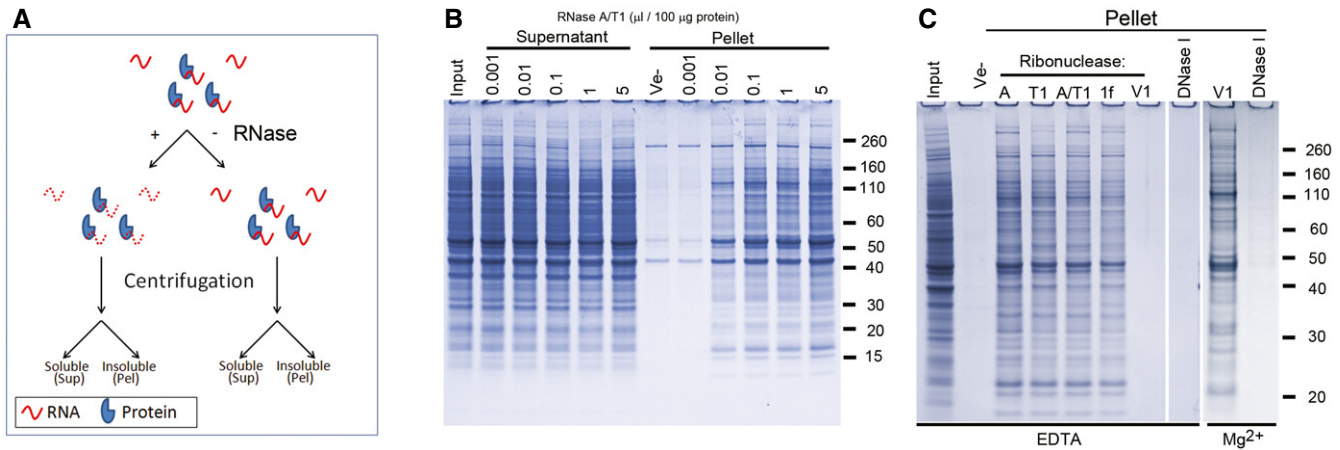 A
+ - RNase
Centrifugation
Soluble Insoluble Soluble Insoluble
(Sup) (Pel) (Sup) (Pel)
RNA Protein
B
RNase A/T1 (µl / 100 µg protein)
Supernatant Pellet
Input 0.001 0.01 0.1 1 5 Ve- 0.001 0.01 0.1 1 5
260
160
110
60
50
40
30
20
15
C
Pellet
Ribonuclease:
Input Ve- A T1 A/T1 1f V1 DNase I V1 DNase I
260
160
110
60
50
40
30
20
EDTA Mg2+